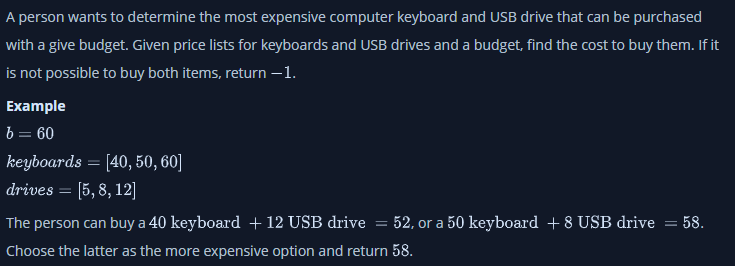 A person wants to determine the most expensive computer keyboard and USB drive that can be purchased
with a give budget. Given price lists for keyboards and USB drives and a budget, find the cost to buy them. If it
is not possible to buy both items, return −1.
Example
b = 60
keyboards = [40, 50, 60]
drives = [5, 8, 12]
The person can buy a 40 keyboard + 12 USB drive = 52, or a 50 keyboard + 8 USB drive = 58.
Choose the latter as the more expensive option and return 58.